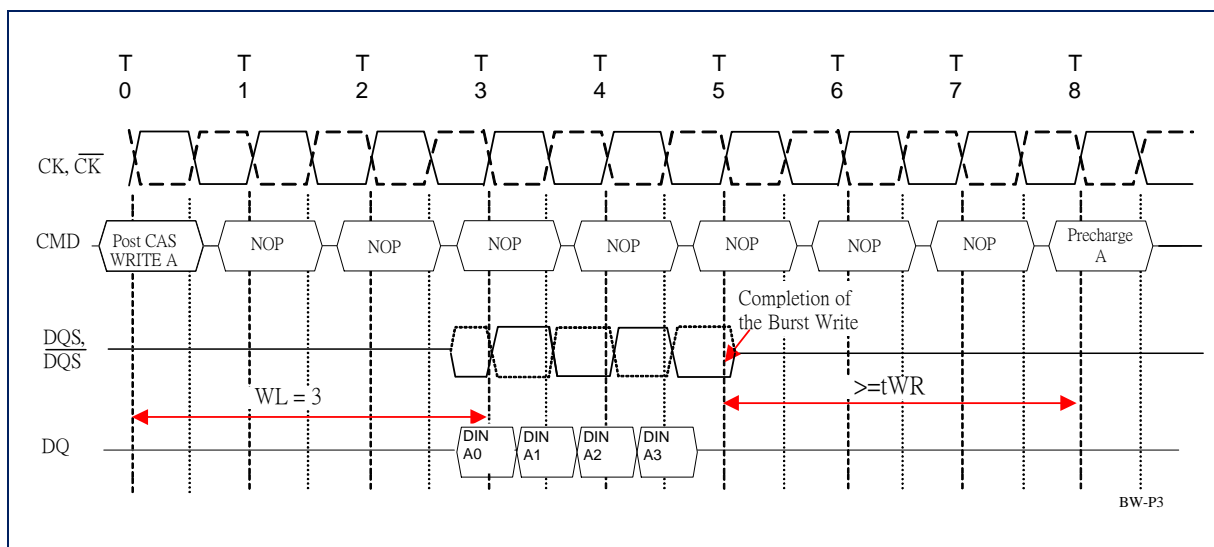 T T T T T T T T T
0 1 2 3 4 5 6 7 8
CK, CK
CMD
Post CAS
WRITE A
NOP NOP NOP NOP NOP NOP NOP
Precharge
A
Completion of
the Burst Write
DQS,
DQS
WL = 3
>=tWR
DQ
DIN DIN DIN DIN
A0 A1 A2 A3
BW-P3